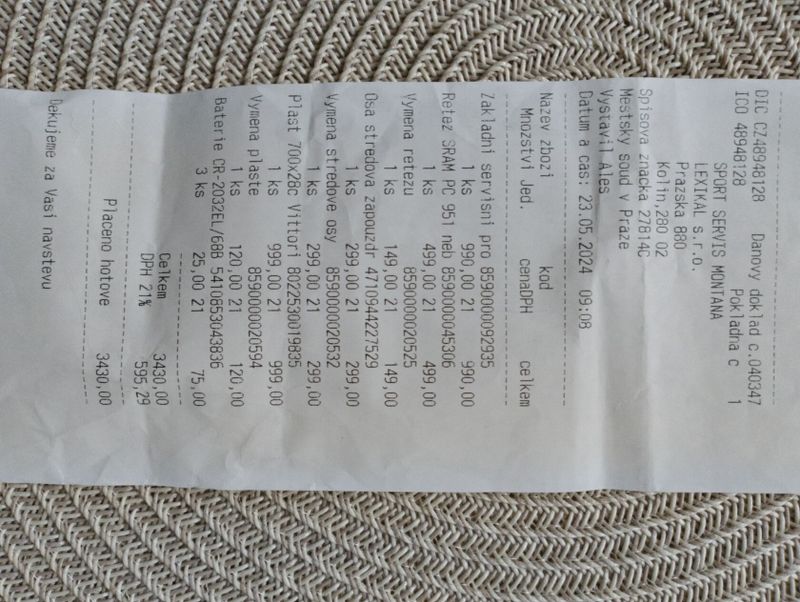 DIC CZ48948128 Danovy doklad c.040347
ICO 48948128 Pokladna c 1
SPORT SERVIS MONTANA
LEXIKAL s.r.o.
Prazska 880
Kolin 280 02
Spisova znacka 27814C
Mestsky soud v Praze
Vystavil Ales
Datum a cas: 23.05.2024 09:08
Nazev zbozi kod
Mnozstvi Jed. cenaDPH celkem
Zakladni servisni pro 8590000092935
1 ks 990,00 21 990,00
Retez SRAM PC 951 neb 8590000045306
1 ks 499,00 21 499,00
Vymena retezu 8590000020525
1 ks 149,00 21 149,00
Osa stredova zapouzdr 4710944227529
1 ks 299,00 21 299,00
Vymena stredove osy 8590000020532
1 ks 299,00 21 299,00
Plast 700x28c Vittori 8022530019835
1 ks 999,00 21 999,00
Vymena plaste 8590000020594
1 ks 120,00 21 120,00
Baterie CR-2032EL/6BB 5410853043836
3 ks 25,00 21 75,00
Celkem 3430,00
DPH 21% 595,29
Placeno hotove 3430,00
Dekujeme za Vasi navstevu